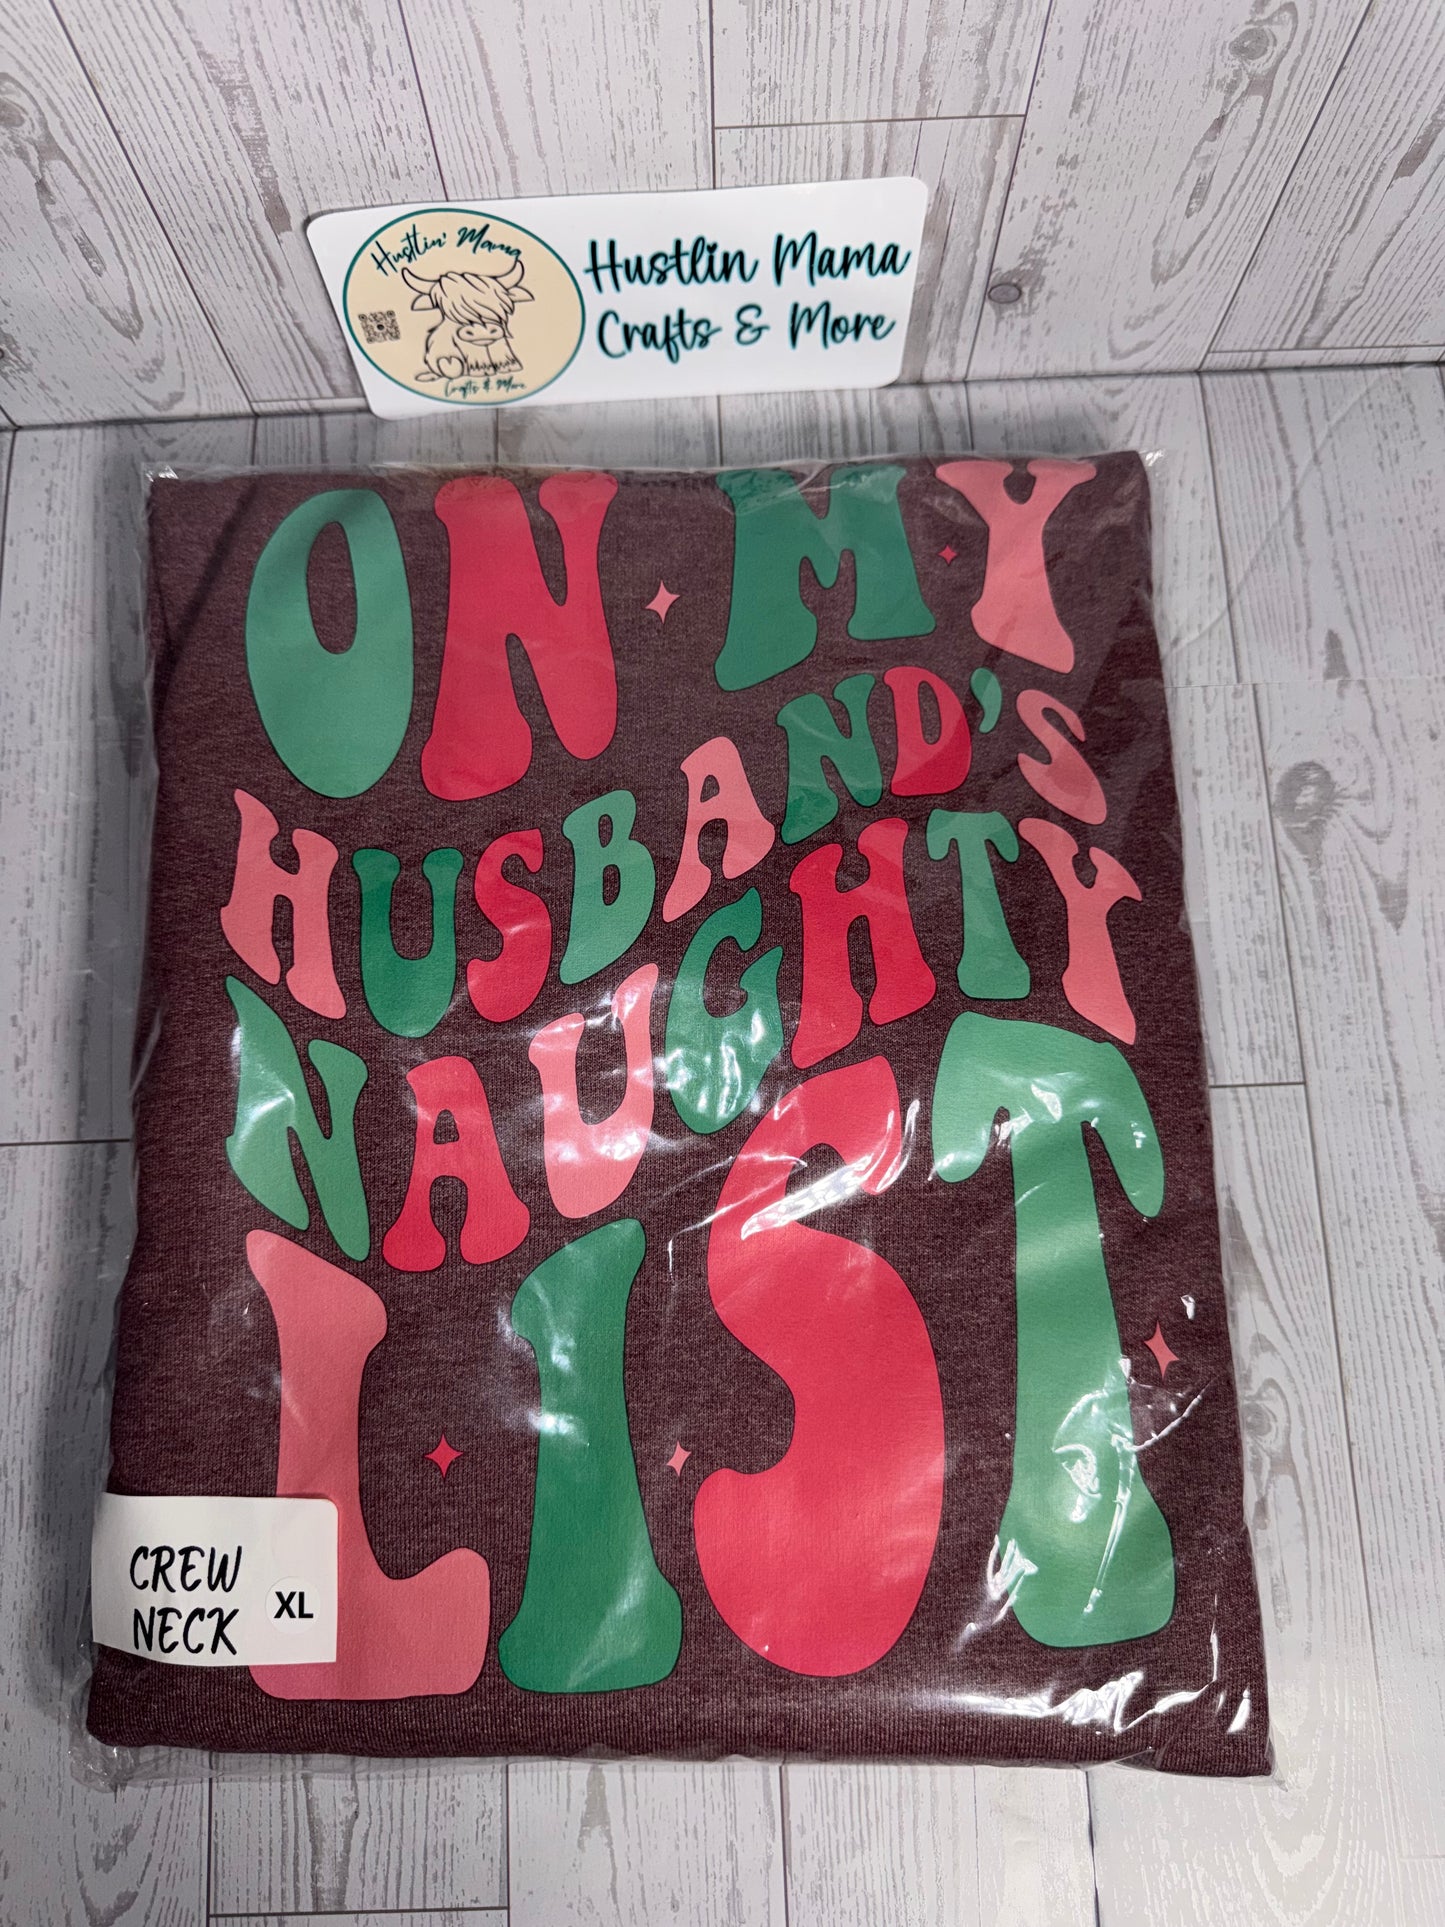 Hustlin' Mama
Crafts & More
Hustlin Mama
Crafts & More
ON MY
HUSBAND'S
NAUGHTY
LIST
CREW
NECK
XL